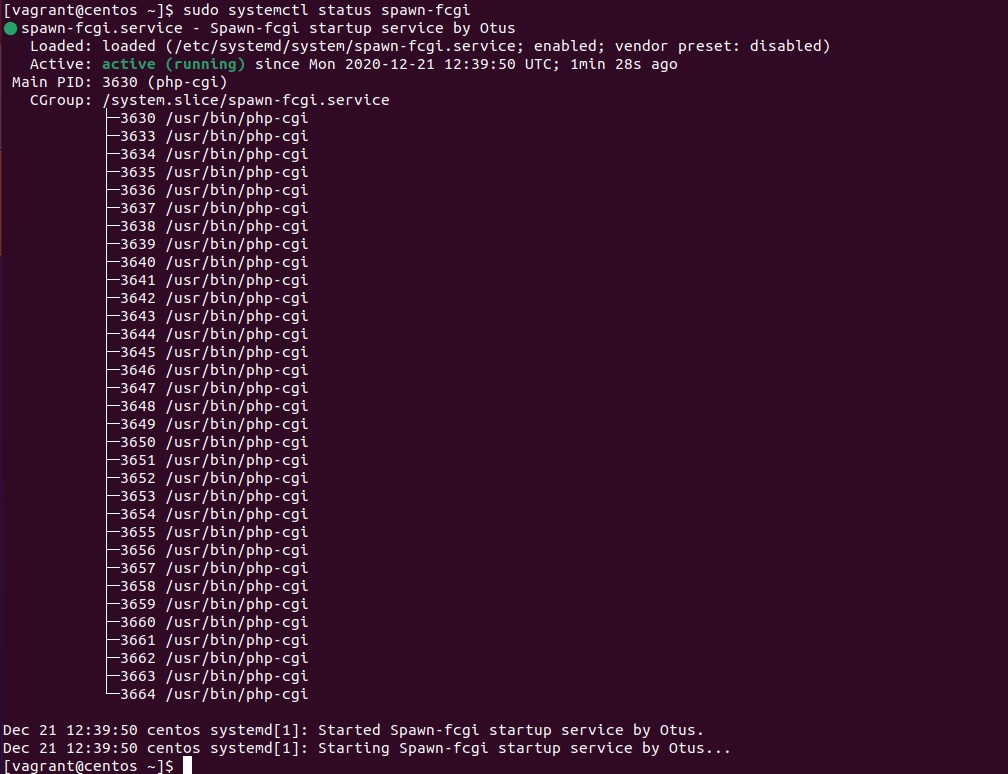 [vagrant@centos ~]$ sudo systemctl status spawn-fcgi
● spawn-fcgi.service - Spawn-fcgi startup service by Otus
   Loaded: loaded (/etc/systemd/system/spawn-fcgi.service; enabled; vendor preset: disabled)
   Active: active (running) since Mon 2020-12-21 12:39:50 UTC; 1min 28s ago
 Main PID: 3630 (php-cgi)
   CGroup: /system.slice/spawn-fcgi.service
           ├─3630 /usr/bin/php-cgi
           ├─3633 /usr/bin/php-cgi
           ├─3634 /usr/bin/php-cgi
           ├─3635 /usr/bin/php-cgi
           ├─3636 /usr/bin/php-cgi
           ├─3637 /usr/bin/php-cgi
           ├─3638 /usr/bin/php-cgi
           ├─3639 /usr/bin/php-cgi
           ├─3640 /usr/bin/php-cgi
           ├─3641 /usr/bin/php-cgi
           ├─3642 /usr/bin/php-cgi
           ├─3643 /usr/bin/php-cgi
           ├─3644 /usr/bin/php-cgi
           ├─3645 /usr/bin/php-cgi
           ├─3646 /usr/bin/php-cgi
           ├─3647 /usr/bin/php-cgi
           ├─3648 /usr/bin/php-cgi
           ├─3649 /usr/bin/php-cgi
           ├─3650 /usr/bin/php-cgi
           ├─3651 /usr/bin/php-cgi
           ├─3652 /usr/bin/php-cgi
           ├─3653 /usr/bin/php-cgi
           ├─3654 /usr/bin/php-cgi
           ├─3655 /usr/bin/php-cgi
           ├─3656 /usr/bin/php-cgi
           ├─3657 /usr/bin/php-cgi
           ├─3658 /usr/bin/php-cgi
           ├─3659 /usr/bin/php-cgi
           ├─3660 /usr/bin/php-cgi
           ├─3661 /usr/bin/php-cgi
           ├─3662 /usr/bin/php-cgi
           ├─3663 /usr/bin/php-cgi
           └─3664 /usr/bin/php-cgi

Dec 21 12:39:50 centos systemd[1]: Started Spawn-fcgi startup service by Otus.
Dec 21 12:39:50 centos systemd[1]: Starting Spawn-fcgi startup service by Otus...
[vagrant@centos ~]$